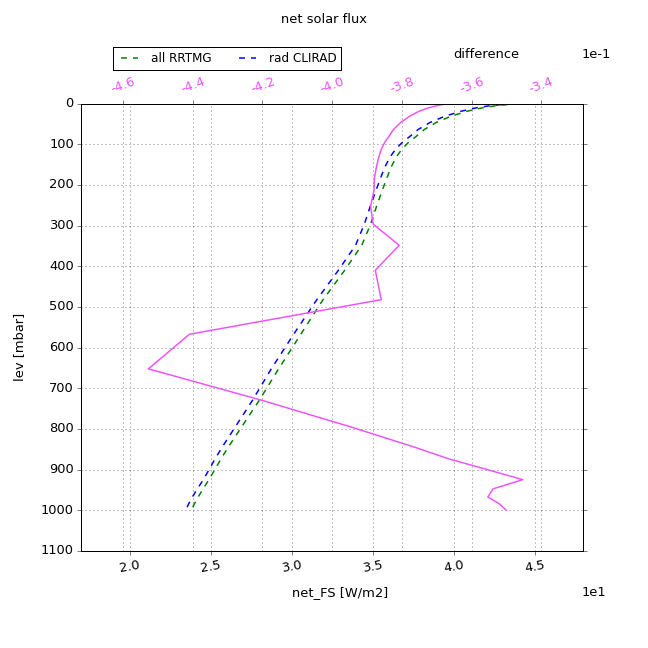 net solar flux
all RRTMG rad CLIRAD difference 1e-1
-4.6 -4.4 -4.2 -4.0 -3.8 -3.6 -3.4
0
100
200
300
400
500
600
700
800
900
1000
1100
lev [mbar]
2.0 2.5 3.0 3.5 4.0 4.5
net_FS [W/m2] 1e1